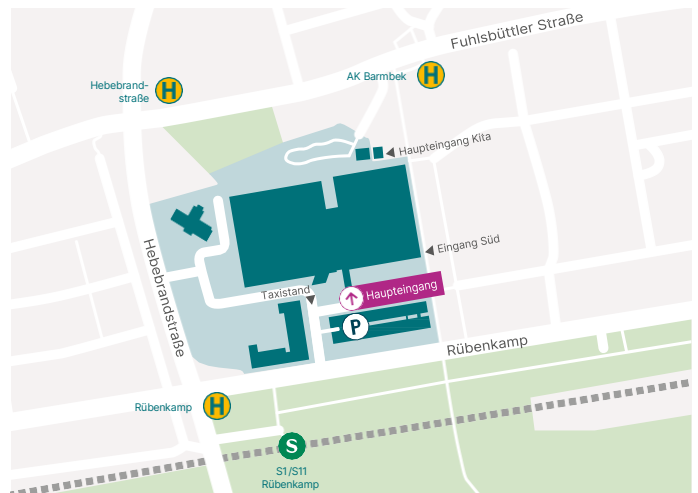 Fuhlsbüttler Straße
Hebebrand-
straße
H
AK Barmbek
H
Haupteingang Kita
Eingang Süd
Hebebrandstraße
Taxistand
Haupteingang
P
Rübenkamp
Rübenkamp
H
S
S1/S11
Rübenkamp